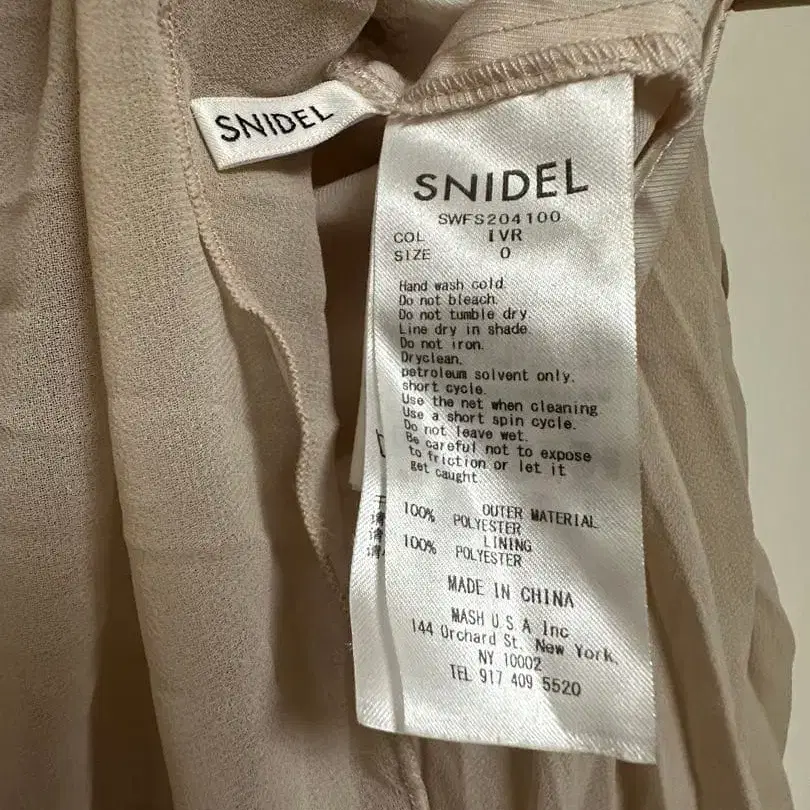 SNIDEL
SNIDEL
SWFS204100
COL IVR
SIZE 0
Hand wash cold.
Do not bleach.
Do not tumble dry.
Line dry in shade.
Do not iron.
Dryclean.
petroleum solvent only.
short cycle.
Use the net when cleaning.
Use a short spin cycle.
Do not leave wet.
Be careful not to expose
to friction or let it
get caught.
OUTER MATERIAL
100% POLYESTER
LINING
100% POLYESTER
MADE IN CHINA
MASH U.S.A Inc
144 Orchard St. New York,
NY 10002
TEL 917 409 5520